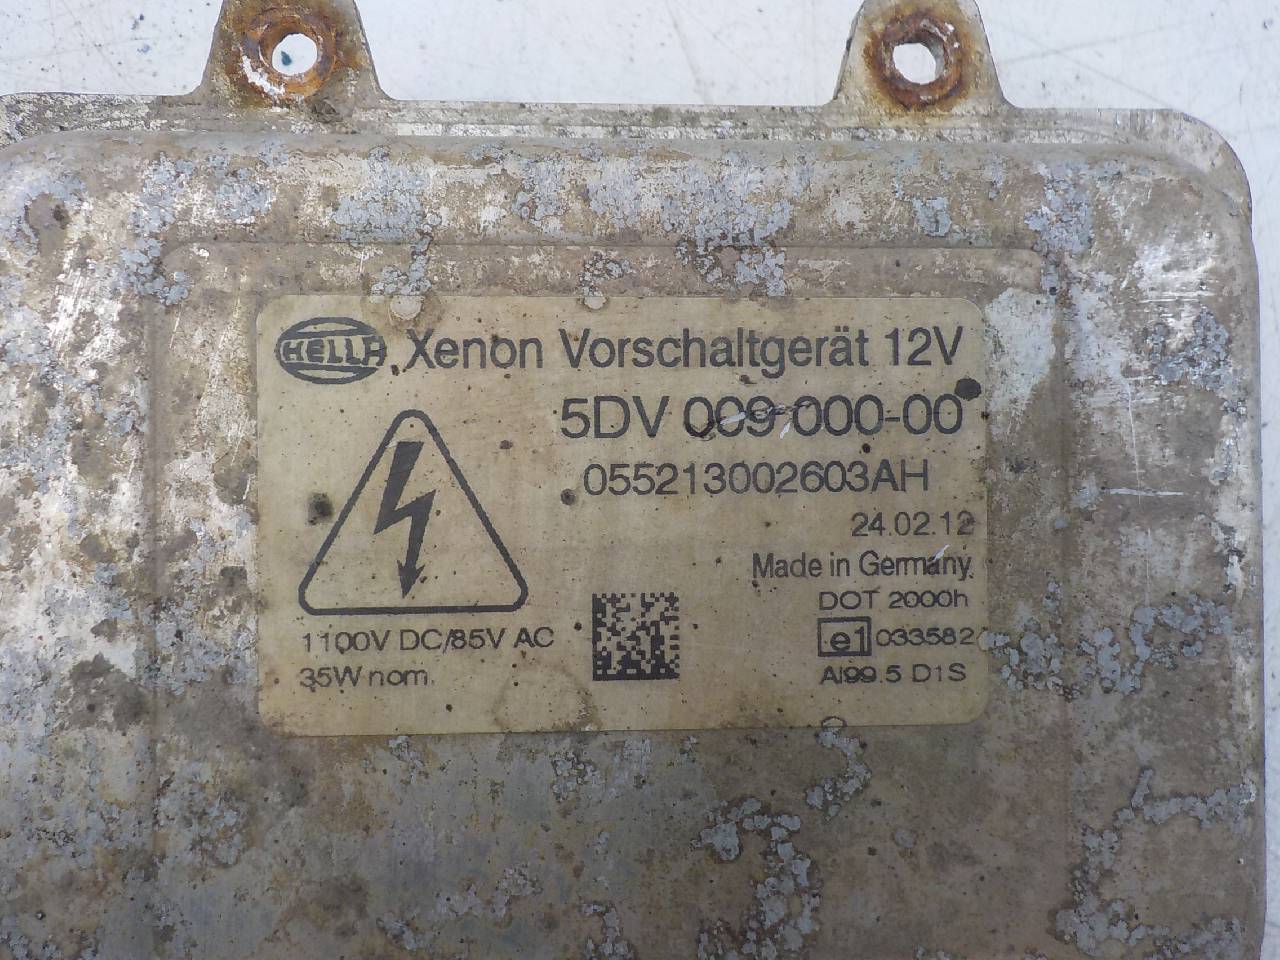 HELLA Xenon Vorschaltgerät 12V
5DV 009 000-00
055213002603AH
24.02.12
Made in Germany
DOT 2000h
1100V DC/85V AC
e1 033582
35W nom.
AI99.5 D1S